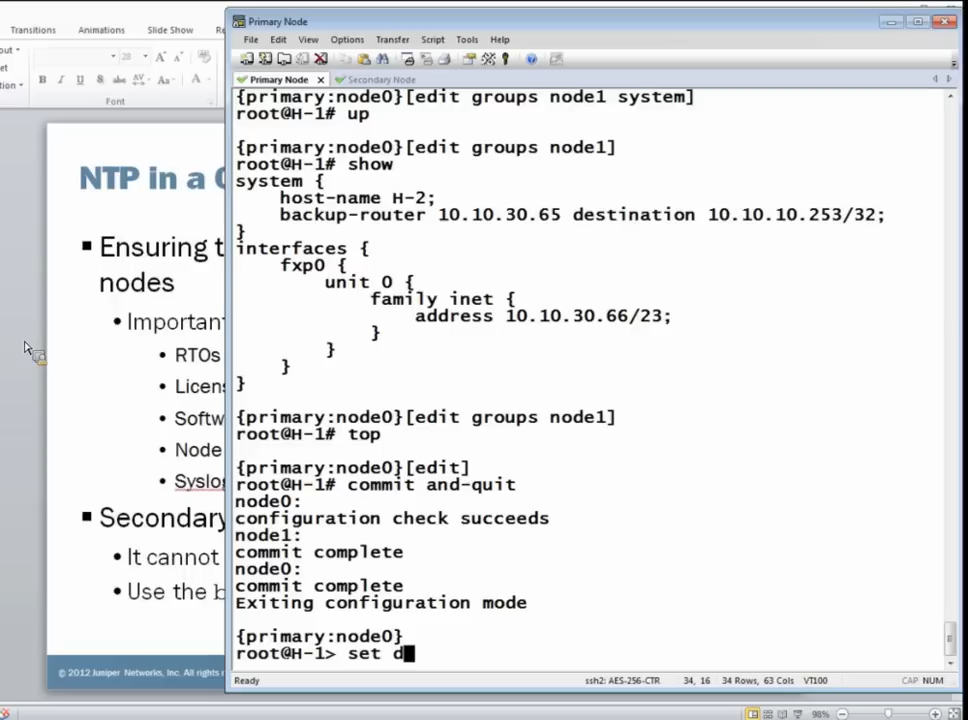 Primary Node
Transitions Animations Slide Show
File Edit View Options Transfer Script Tools Help
Font
Primary Node Secondary Node
{primary:node0}[edit groups node1 system]
root@H-1# up
{primary:node0}[edit groups node1]
root@H-1# show
system {
host-name H-2;
backup-router 10.10.30.65 destination 10.10.10.253/32;
}
interfaces {
fxp0 {
unit 0 {
family inet {
address 10.10.30.66/23;
}
}
}
}
{primary:node0}[edit groups node1]
root@H-1# top
{primary:node0}[edit]
root@H-1# commit and-quit
node0:
configuration check succeeds
node1:
commit complete
node0:
commit complete
Exiting configuration mode
{primary:node0}
root@H-1> set d
Ready ssh2: AES-256-CTR 34, 16 34 Rows, 63 Cols VT100 CAP NUM
NTP in a
Ensuring t
nodes
Important
RTOs
Licens
Softw
Node
Syslog
Secondary
It cannot
Use the b
© 2012 Juniper Networks, Inc. All rights
98%